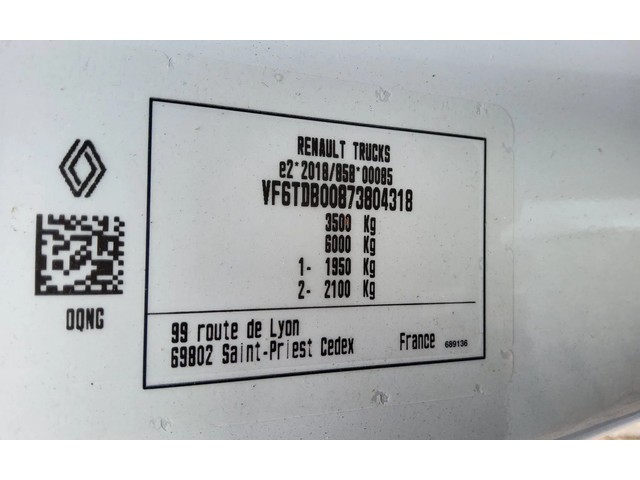 RENAULT TRUCKS
e2*2018/858*00085
VF6TDB00873804318
3500 Kg
6000 Kg
1- 1950 Kg
2- 2100 Kg
99 route de Lyon
69802 Saint-Priest Cedex France 689136
OQNG